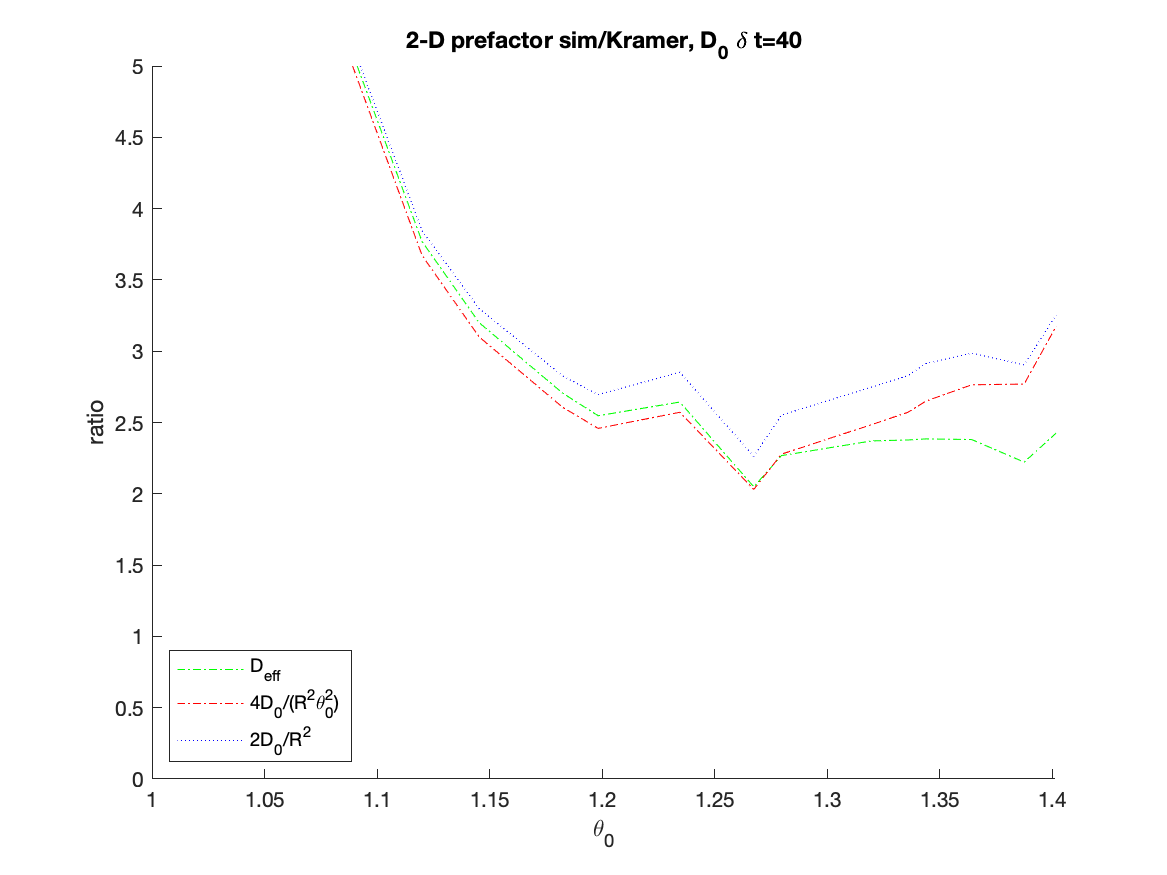 2-D prefactor sim/Kramer, D₀ δ t=40
5
4.5
4
3.5
3
2.5
2
1.5
1
0.5
0
ratio
D_eff
4D₀/(R²θ₀²)
2D₀/R²
1 1.05 1.1 1.15 1.2 1.25 1.3 1.35 1.4
θ₀